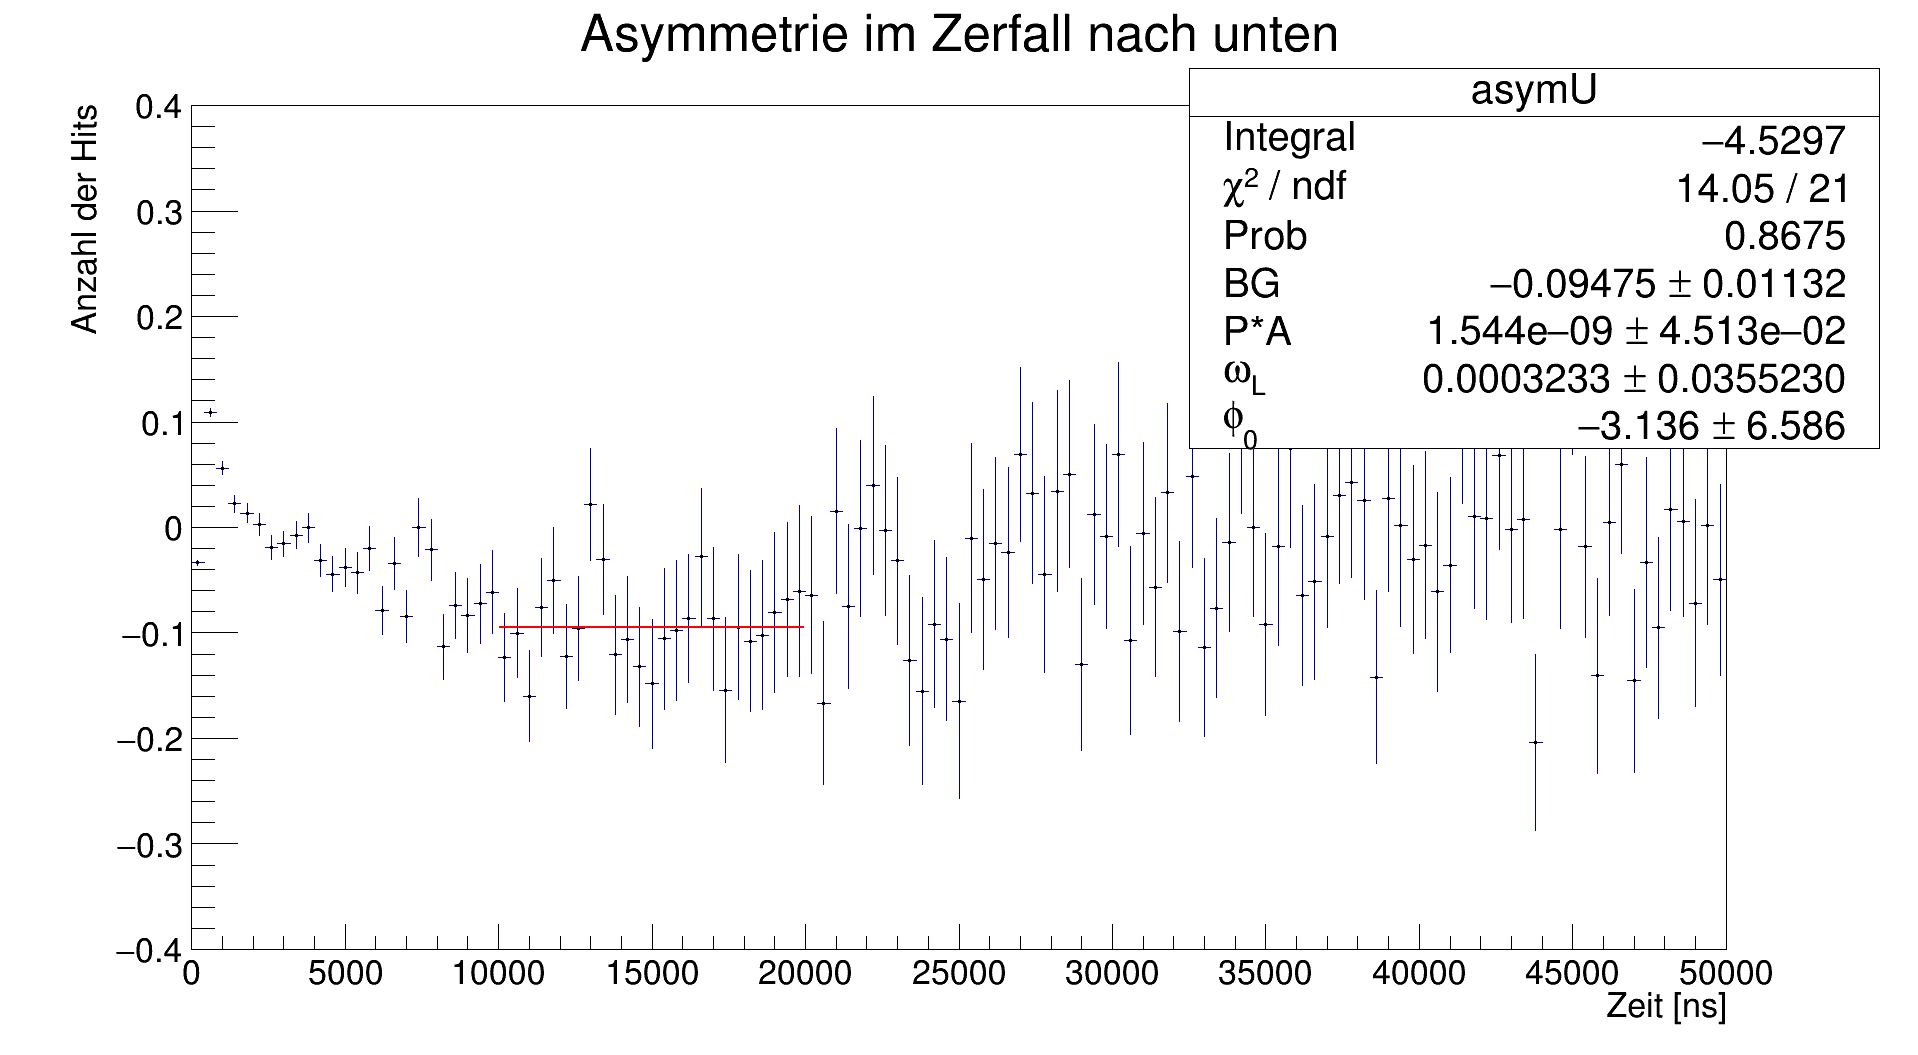 Asymmetrie im Zerfall nach unten
asymU
Integral −4.5297
χ² / ndf 14.05 / 21
Prob 0.8675
BG −0.09475 ± 0.01132
P*A 1.544e−09 ± 4.513e−02
ω_L 0.0003233 ± 0.0355230
ϕ_0 −3.136 ± 6.586
Anzahl der Hits
0.4
0.3
0.2
0.1
0
−0.1
−0.2
−0.3
−0.4
0 5000 10000 15000 20000 25000 30000 35000 40000 45000 50000
Zeit [ns]